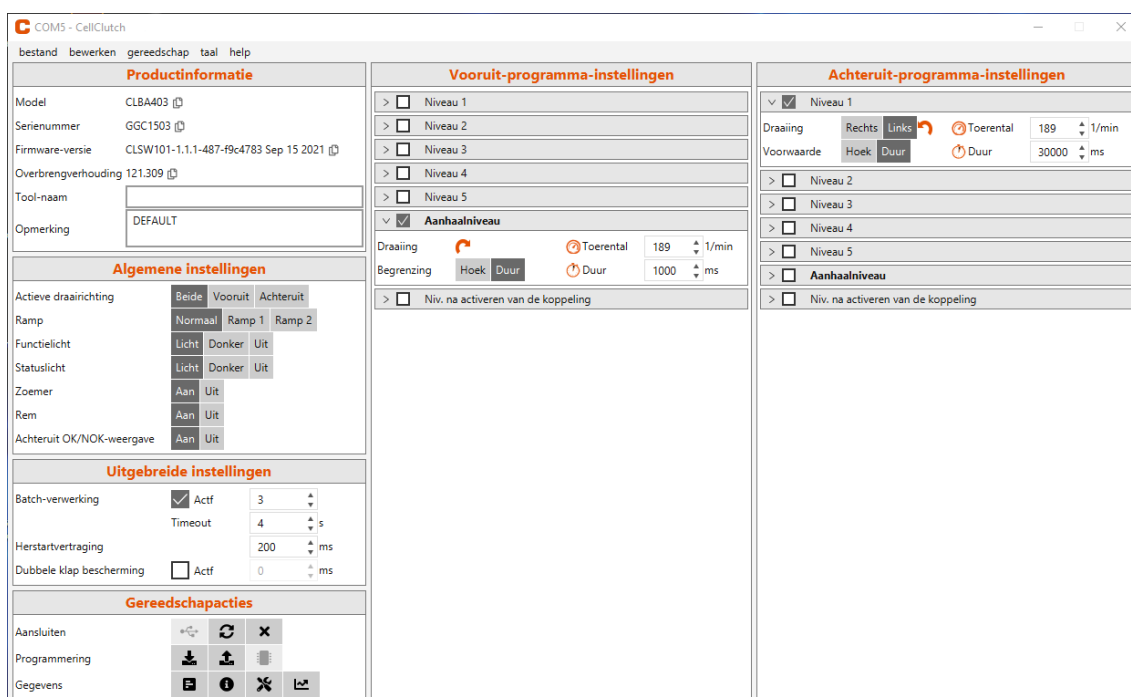 COM5 - CellClutch
bestand bewerken gereedschap taal help
Productinformatie
Model CLBA403
Serienummer GGC1503
Firmware-versie CLSW101-1.1.1-487-f9c4783 Sep 15 2021
Overbrengverhouding 121.309
Tool-naam
Opmerking DEFAULT
Algemene instellingen
Actieve draairichting Beide Vooruit Achteruit
Ramp Normaal Ramp 1 Ramp 2
Functielicht Licht Donker Uit
Statuslicht Licht Donker Uit
Zoemer Aan Uit
Rem Aan Uit
Achteruit OK/NOK-weergave Aan Uit
Uitgebreide instellingen
Batch-verwerking Actf 3
Timeout 4 s
Herstartvertraging 200 ms
Dubbele klap bescherming Actf 0 ms
Gereedschapacties
Aansluiten
Programmering
Gegevens
Vooruit-programma-instellingen
Niveau 1
Niveau 2
Niveau 3
Niveau 4
Niveau 5
Aanhaalniveau
Draaiing Toerental 189 1/min
Begrenzing Hoek Duur Duur 1000 ms
Niv. na activeren van de koppeling
Achteruit-programma-instellingen
Niveau 1
Draaiing Rechts Links Toerental 189 1/min
Voorwaarde Hoek Duur Duur 30000 ms
Niveau 2
Niveau 3
Niveau 4
Niveau 5
Aanhaalniveau
Niv. na activeren van de koppeling